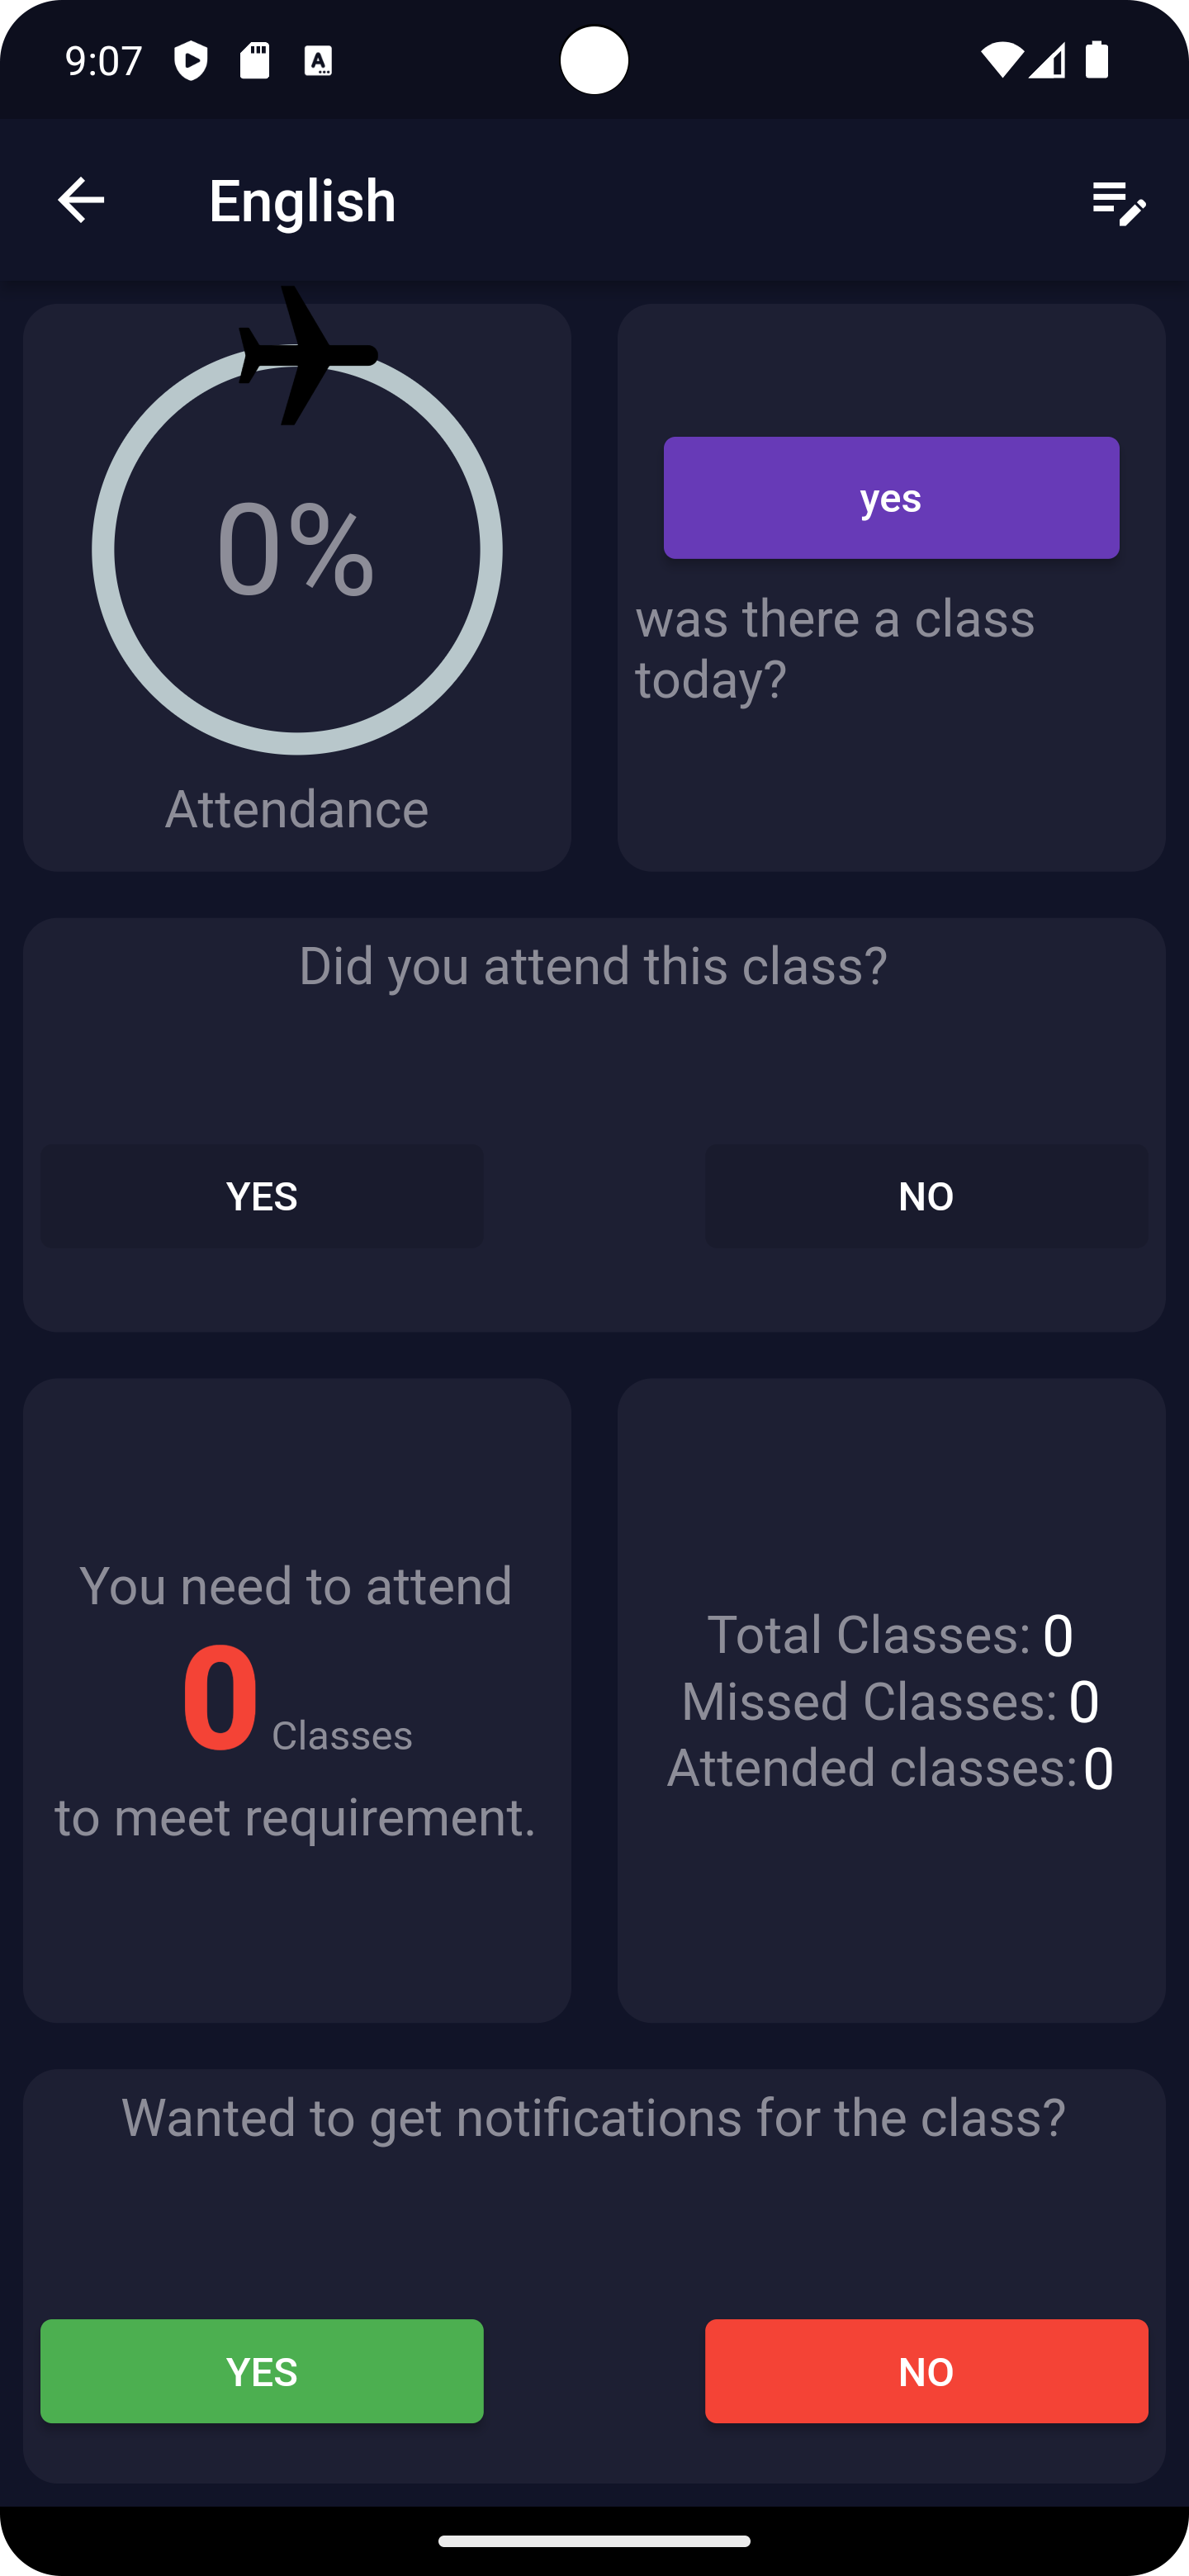 9:07
English
0%
Attendance
yes
was there a class
today?
Did you attend this class?
YES
NO
You need to attend
0 Classes
to meet requirement.
Total Classes: 0
Missed Classes: 0
Attended classes: 0
Wanted to get notifications for the class?
YES
NO